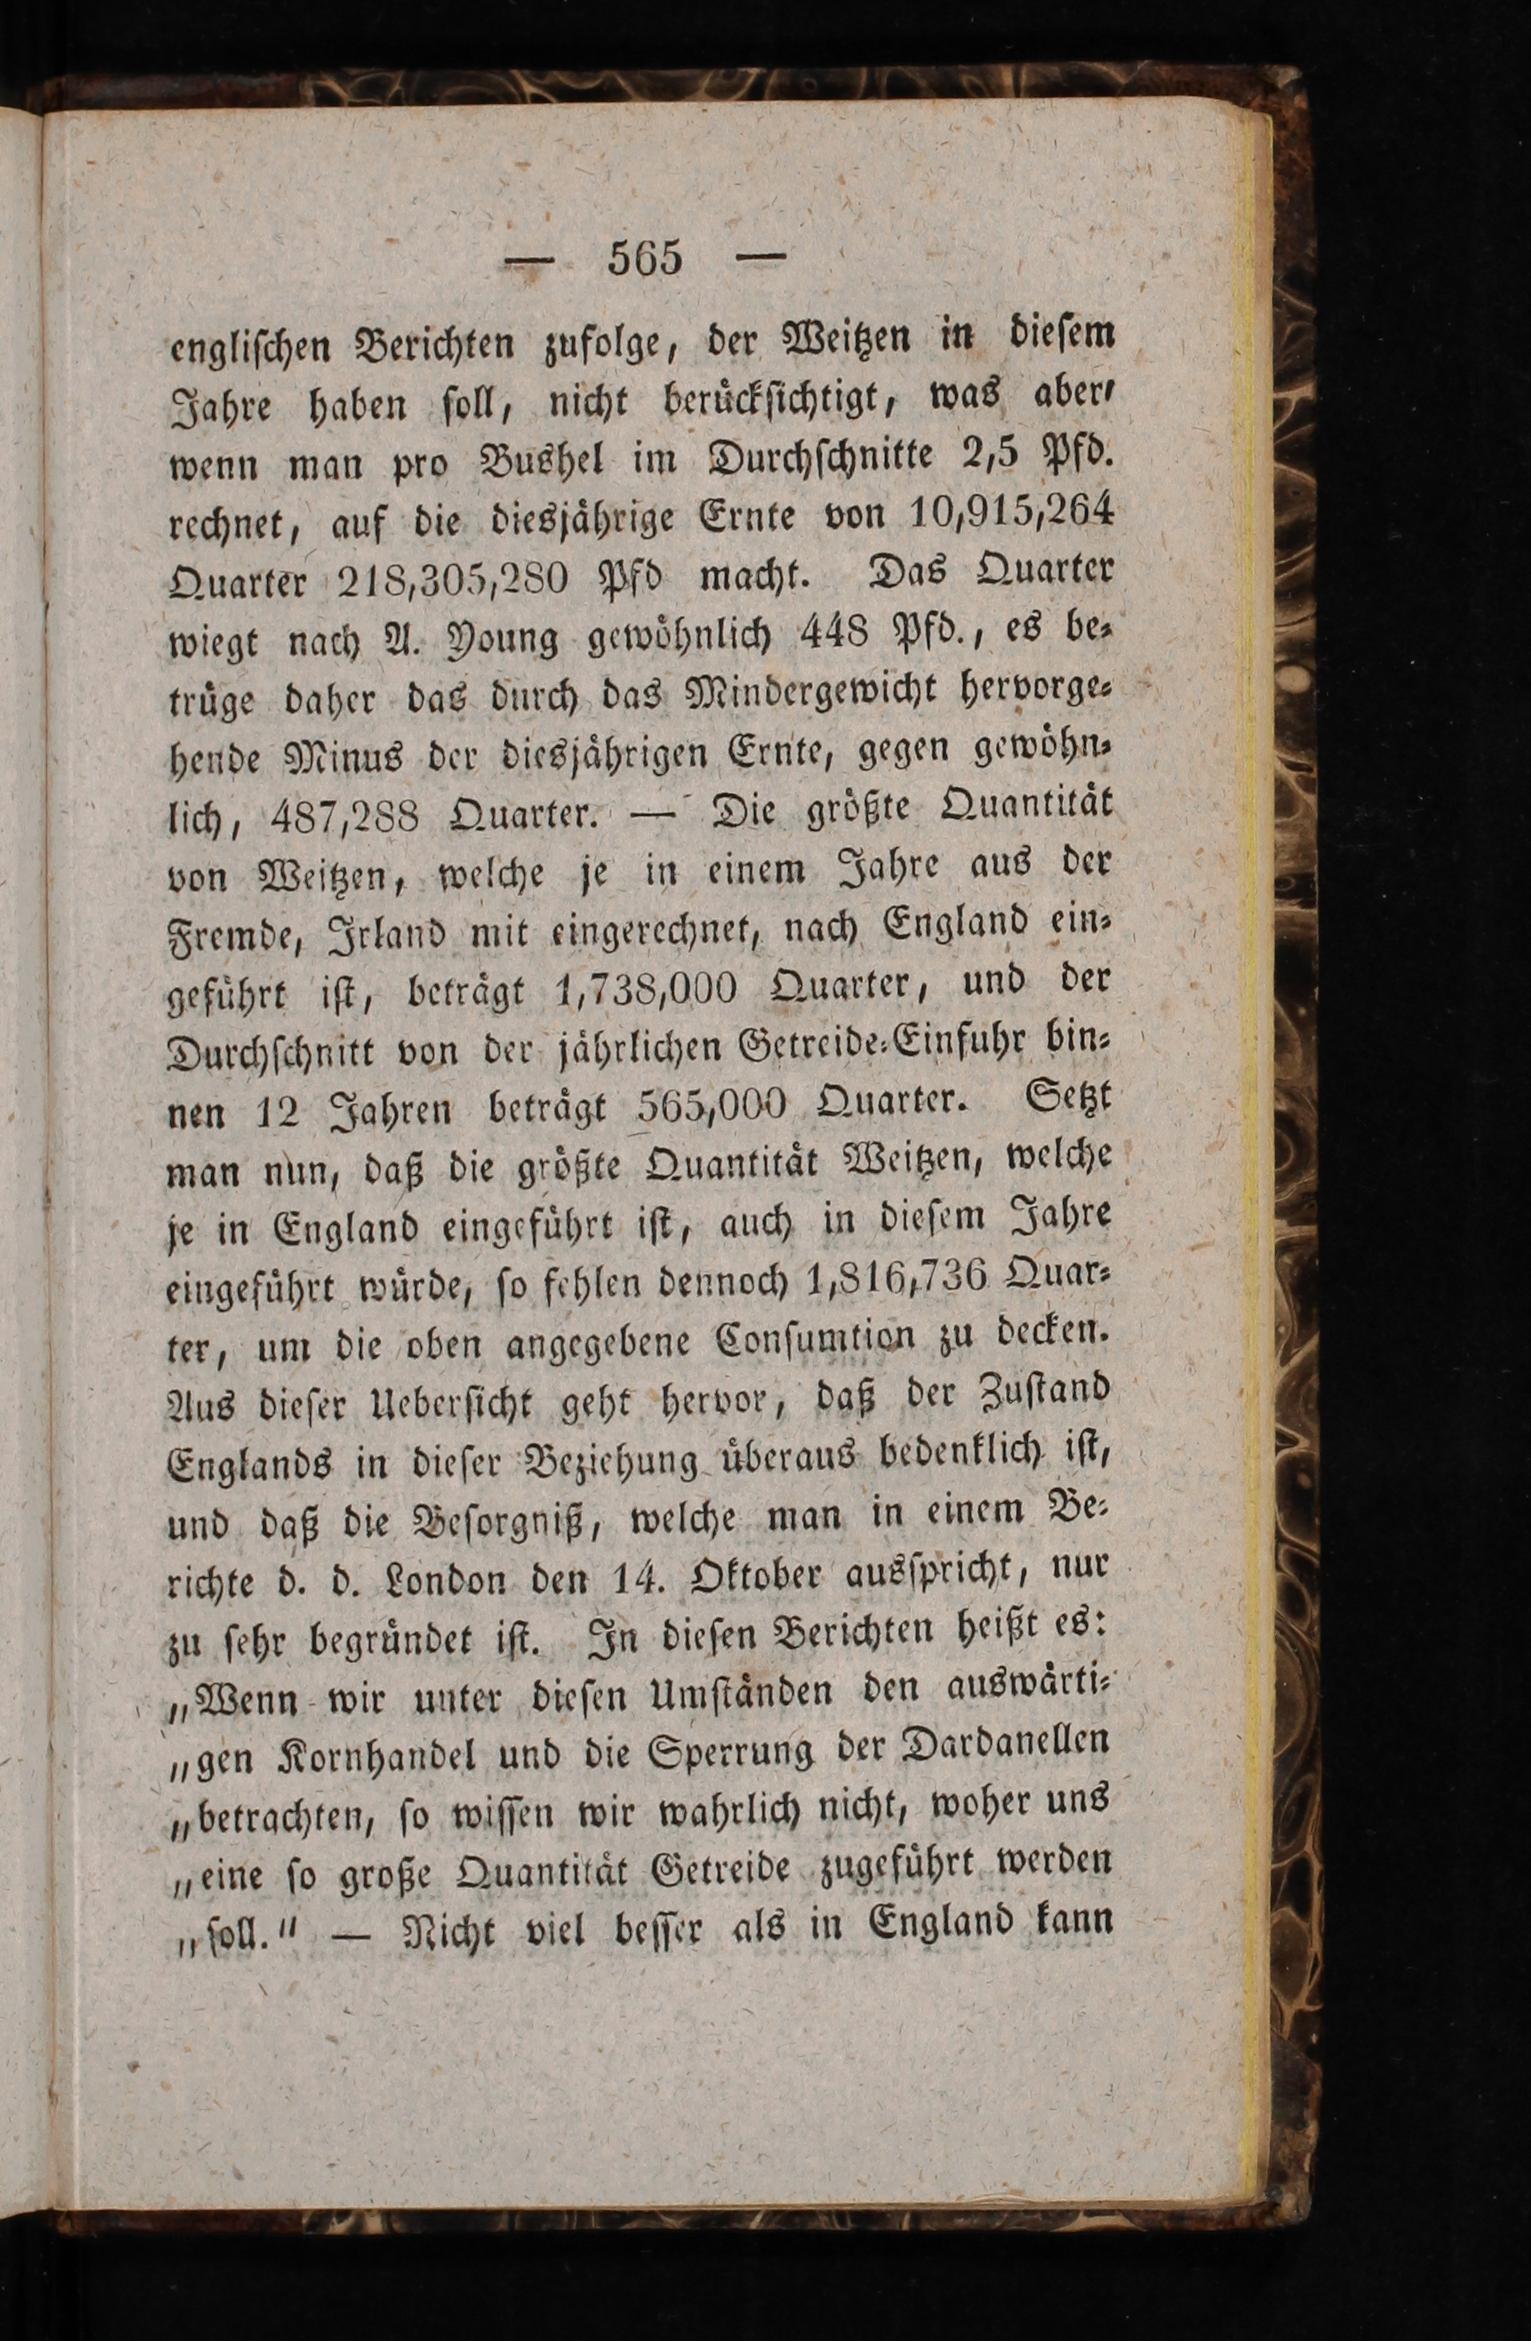 — 565 —
engliſchen Berichten zufolge, der Weitzen in dieſem
Jahre haben ſoll, nicht berückſichtigt, was aber,
wenn man pro Bushel im Durchſchnitte 2,5 Pfd.
rechnet, auf die diesjährige Ernte von 10,915,264
Quarter 218,305,280 Pfd macht. Das Quarter
wiegt nach A. Young gewöhnlich 448 Pfd., es be⸗
trüge daher das durch das Mindergewicht hervorge⸗
hende Minus der diesjährigen Ernte, gegen gewöhn⸗
lich, 487,288 Quarter. — Die größte Quantität
von Weitzen, welche je in einem Jahre aus der
Fremde, Irland mit eingerechnet, nach England ein⸗
geführt iſt, beträgt 1,738,000 Quarter, und der
Durchſchnitt von der jährlichen Getreide⸗Einfuhr bin⸗
nen 12 Jahren beträgt 565,000 Quarter. Setzt
man nun, daß die größte Quantität Weitzen, welche
je in England eingeführt iſt, auch in dieſem Jahre
eingeführt würde, ſo fehlen dennoch 1,816,736 Quar⸗
ter, um die oben angegebene Conſumtion zu decken.
Aus dieſer Ueberſicht geht hervor, daß der Zuſtand
Englands in dieſer Beziehung überaus bedenklich iſt,
und daß die Beſorgniß, welche man in einem Be⸗
richte d. d. London den 14. Oktober ausſpricht, nur
zu ſehr begründet iſt. In dieſen Berichten heißt es:
„Wenn wir unter dieſen Umſtänden den auswärti⸗
„gen Kornhandel und die Sperrung der Dardanellen
„betrachten, ſo wiſſen wir wahrlich nicht, woher uns
„eine ſo große Quantität Getreide zugeführt werden
„ſoll." — Nicht viel beſſer als in England kann